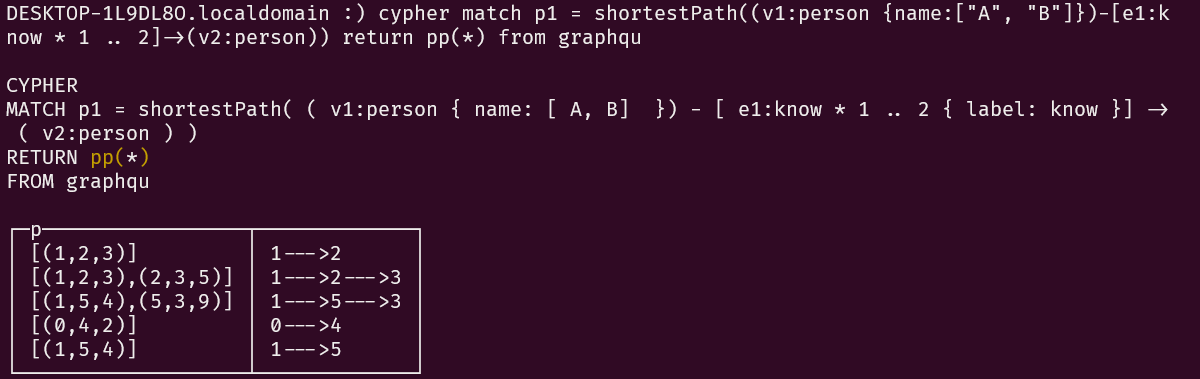 DESKTOP-1L9DL8O.localdomain :) cypher match p1 = shortestPath((v1:person {name:["A", "B"]})-[e1:k
now * 1 .. 2]->(v2:person)) return pp(*) from graphqu
CYPHER
MATCH p1 = shortestPath( ( v1:person { name: [ A, B]  }) - [ e1:know * 1 .. 2 { label: know }] ->
( v2:person ) )
RETURN pp(*)
FROM graphqu
p
[(1,2,3)] 1--->2
[(1,2,3),(2,3,5)] 1--->2--->3
[(1,5,4),(5,3,9)] 1--->5--->3
[(0,4,2)] 0--->4
[(1,5,4)] 1--->5